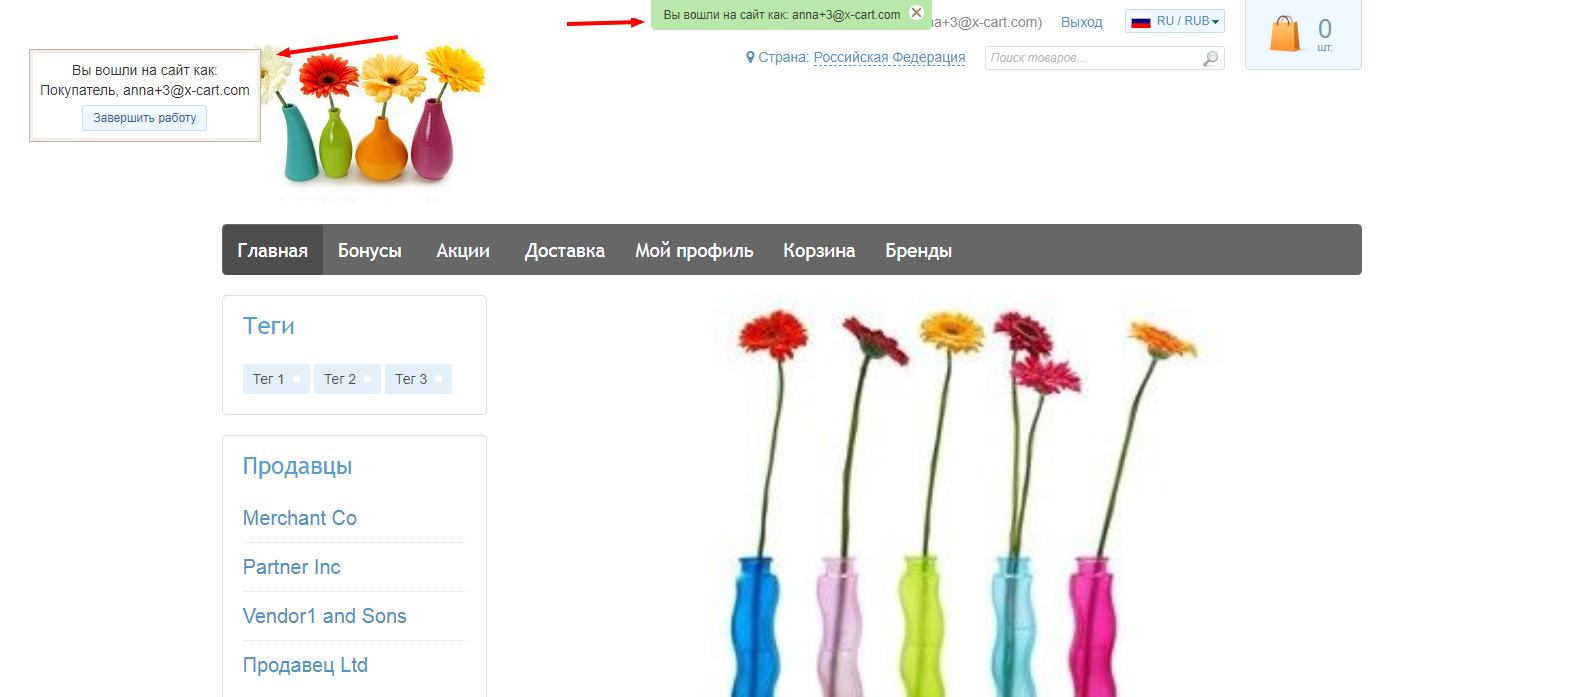 Вы вошли на сайт как: anna+3@x-cart.com
na+3@x-cart.com)
Выход
RU / RUB
0
шт.
Страна: Российская Федерация
Поиск товаров...
Вы вошли на сайт как:
Покупатель, anna+3@x-cart.com
Завершить работу
Главная Бонусы Акции Доставка Мой профиль Корзина Бренды
Теги
Тег 1 Тег 2 Тег 3
Продавцы
Merchant Co
Partner Inc
Vendor1 and Sons
Продавец Ltd